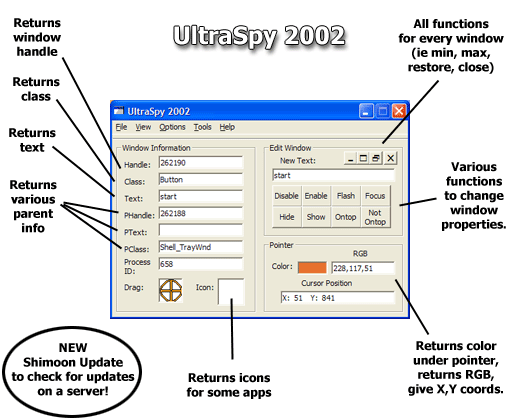 UltraSpy 2002
Returns
window
handle
Returns
class
Returns
text
Returns
various
parent
info
All functions
for every window
(ie min, max,
restore, close)
UltraSpy 2002
File View Options Tools Help
Window Information
Handle: 262190
Class: Button
Text: start
PHandle: 262188
PText:
PClass: Shell_TrayWnd
Process
ID: 658
Drag: Icon:
Edit Window
New Text:
start
Disable Enable Flash Focus
Hide Show Ontop Not
Ontop
Pointer
RGB
Color: 228,117,51
Cursor Position
X: 51 Y: 841
Various
functions
to change
window
properties.
NEW
Shimoon Update
to check for updates
on a server!
Returns icons
for some apps
Returns color
under pointer,
returns RGB,
give X,Y coords.